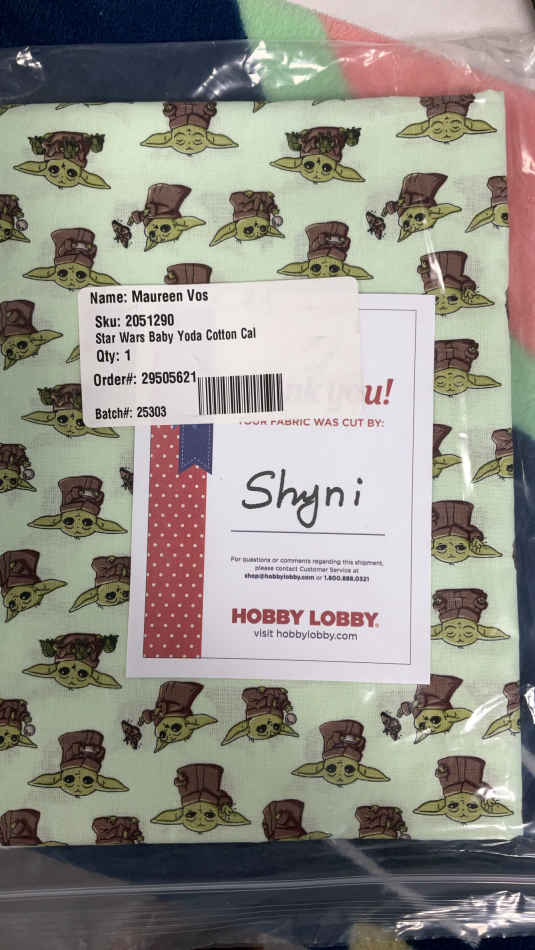 Name: Maureen Vos
Sku: 2051290
Star Wars Baby Yoda Cotton Cal
Qty: 1
Order#: 29505621
Batch#: 25303
you!
YOUR FABRIC WAS CUT BY:
Shyni
For questions or comments regarding this shipment,
please contact Customer Service at
shop@hobbylobby.com or 1.800.888.0321
HOBBY LOBBY®
visit hobbylobby.com